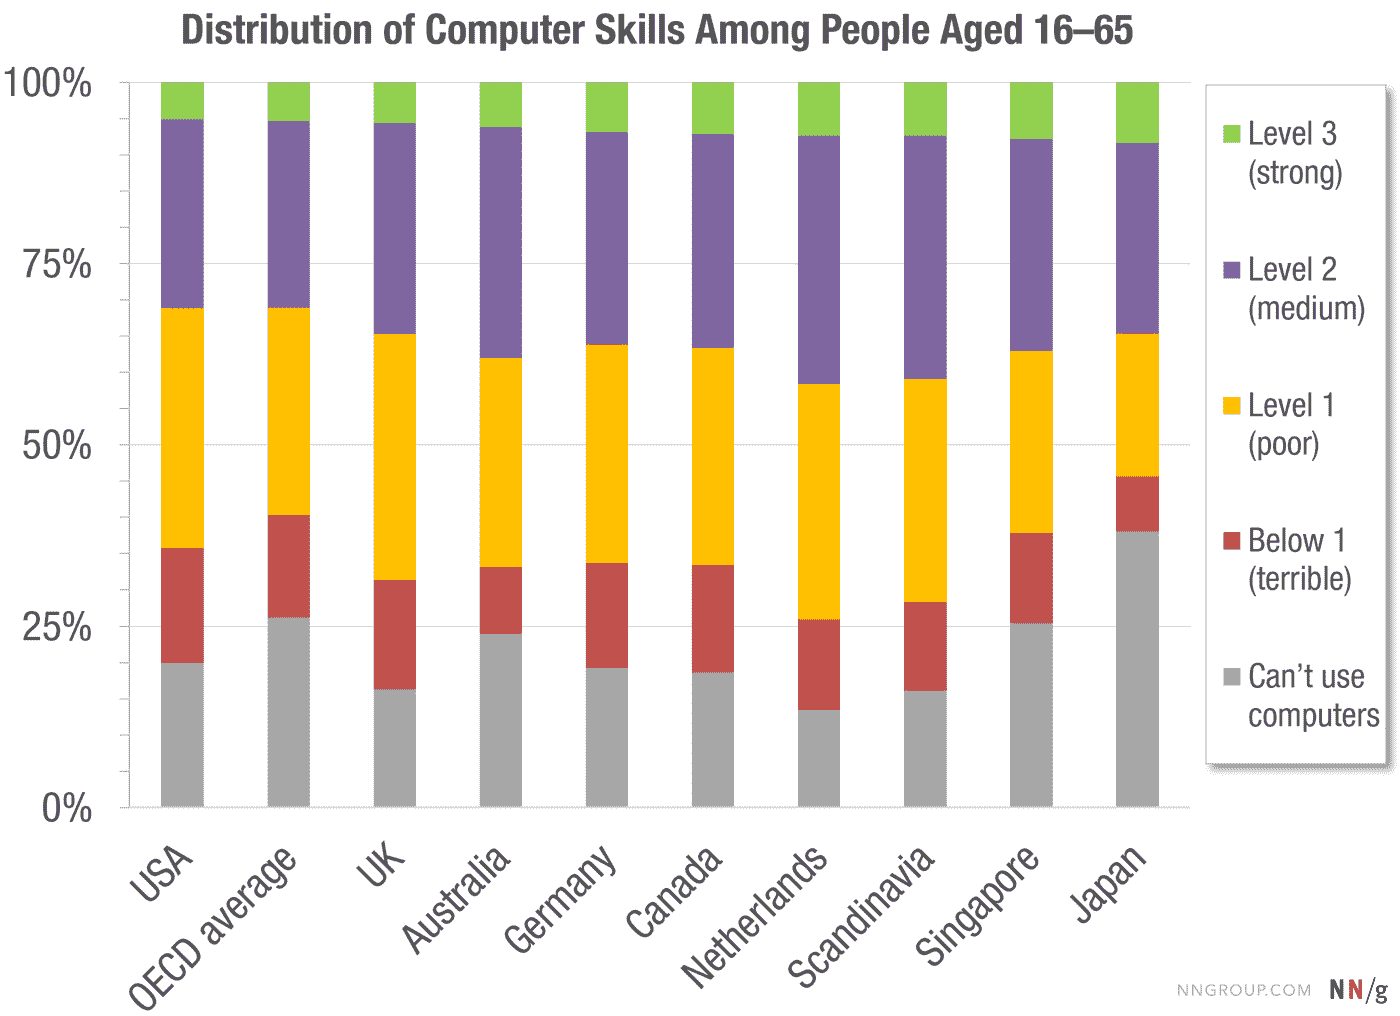 Distribution of Computer Skills Among People Aged 16–65
100%
75%
50%
25%
0%
USA
OECD average
UK
Australia
Germany
Canada
Netherlands
Scandinavia
Singapore
Japan
Level 3
(strong)
Level 2
(medium)
Level 1
(poor)
Below 1
(terrible)
Can’t use
computers
NNGROUP.COM NN/g